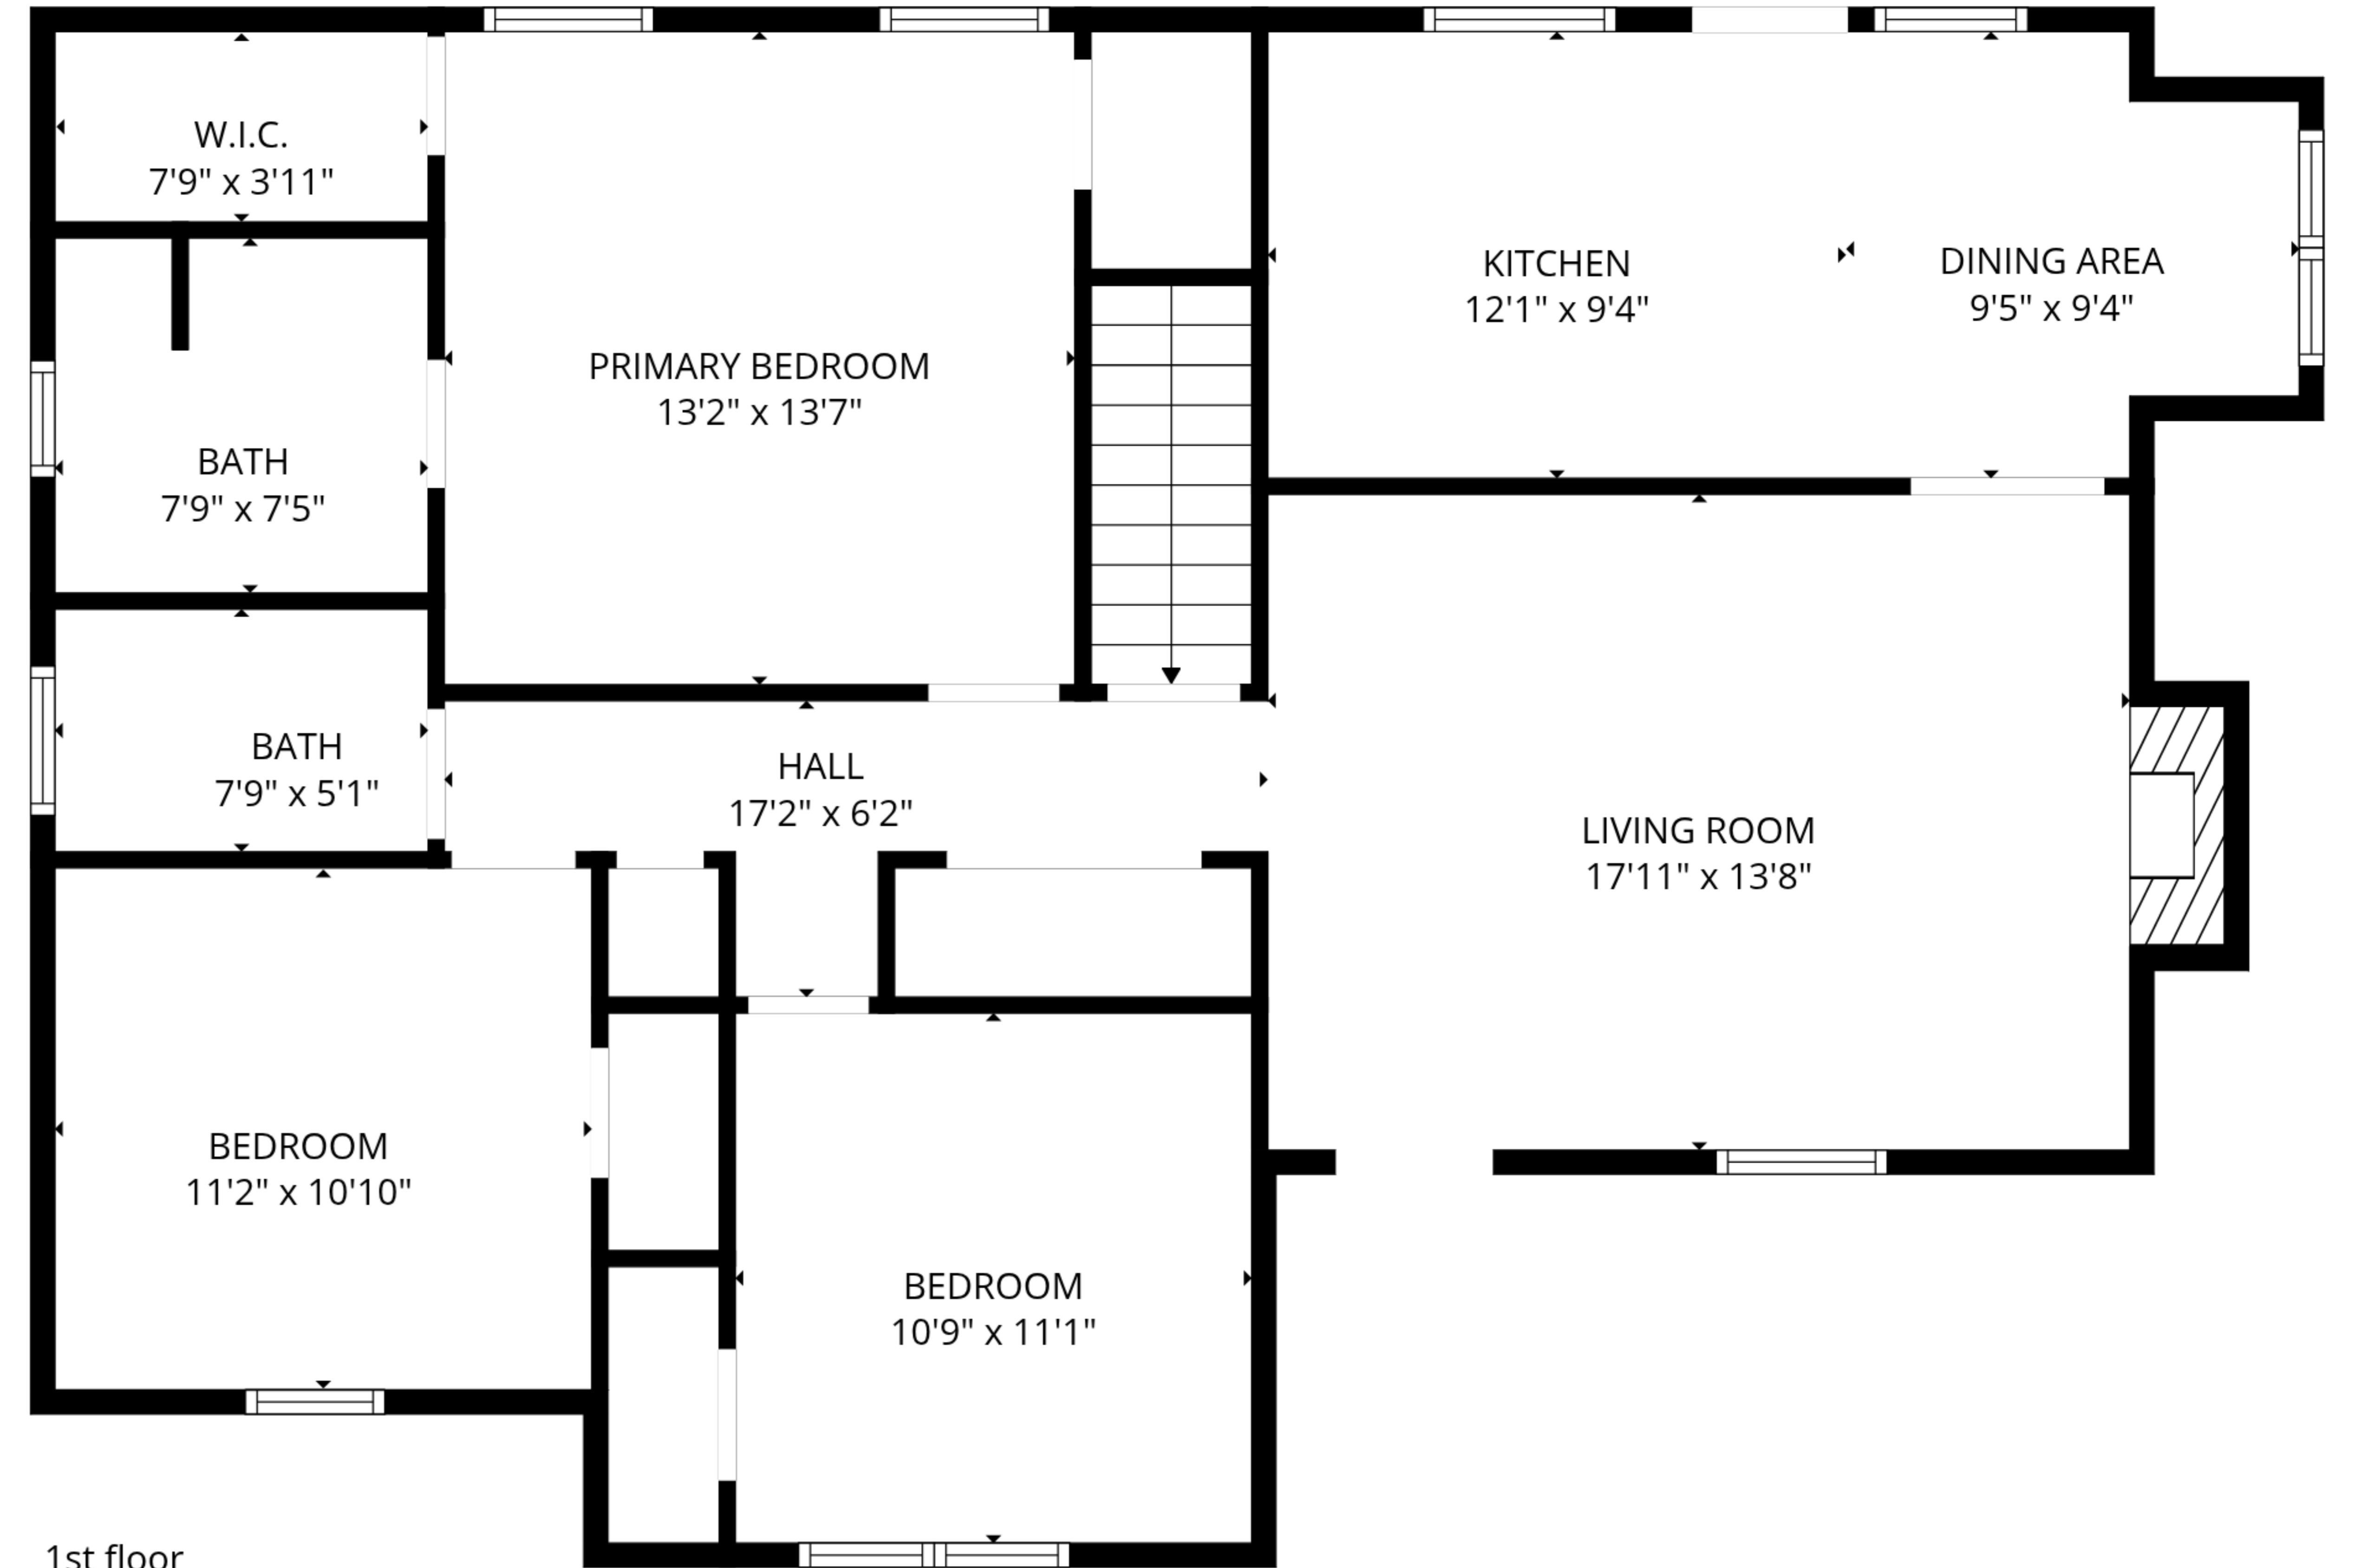 W.I.C.
7'9" x 3'11"
PRIMARY BEDROOM
13'2" x 13'7"
KITCHEN
12'1" x 9'4"
DINING AREA
9'5" x 9'4"
BATH
7'9" x 7'5"
BATH
7'9" x 5'1"
HALL
17'2" x 6'2"
LIVING ROOM
17'11" x 13'8"
BEDROOM
11'2" x 10'10"
BEDROOM
10'9" x 11'1"
1st floor